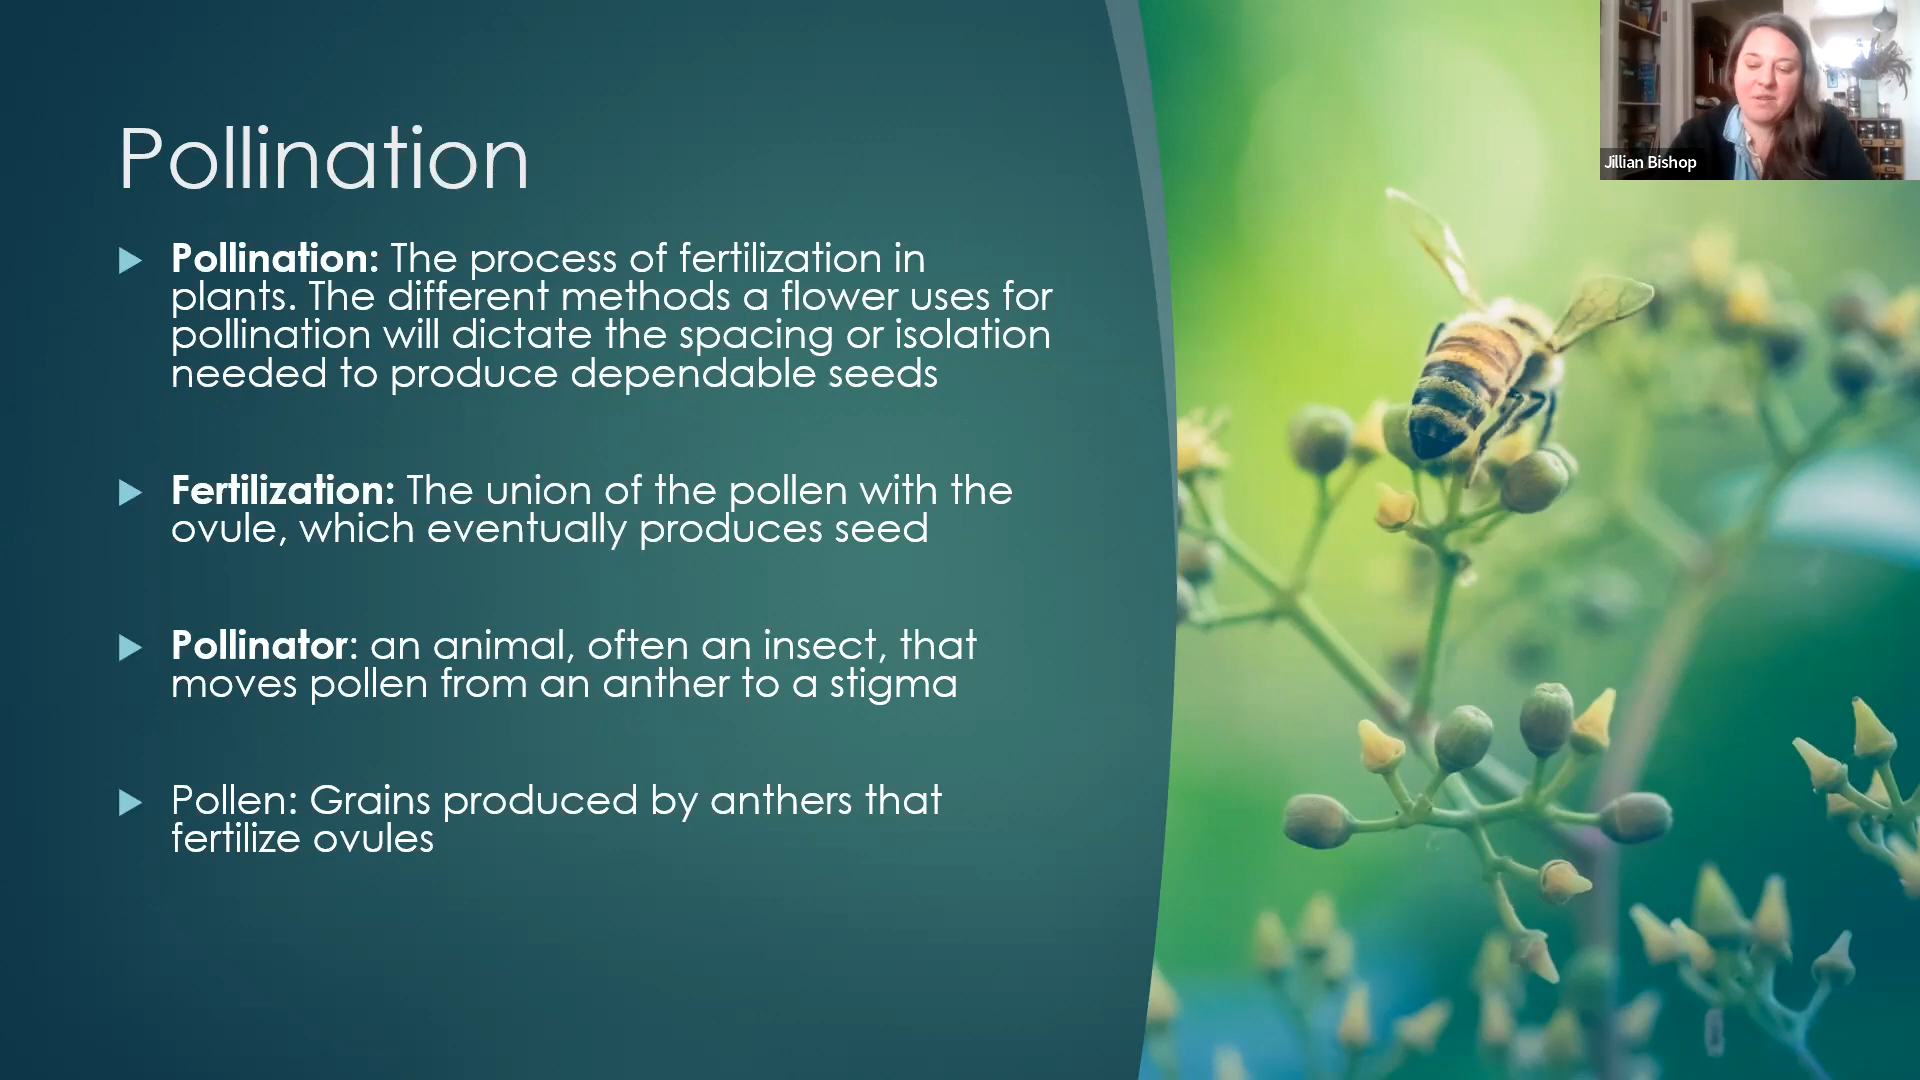 Pollination
Pollination: The process of fertilization in
plants. The different methods a flower uses for
pollination will dictate the spacing or isolation
needed to produce dependable seeds
Fertilization: The union of the pollen with the
ovule, which eventually produces seed
Pollinator: an animal, often an insect, that
moves pollen from an anther to a stigma
Pollen: Grains produced by anthers that
fertilize ovules
Jillian Bishop